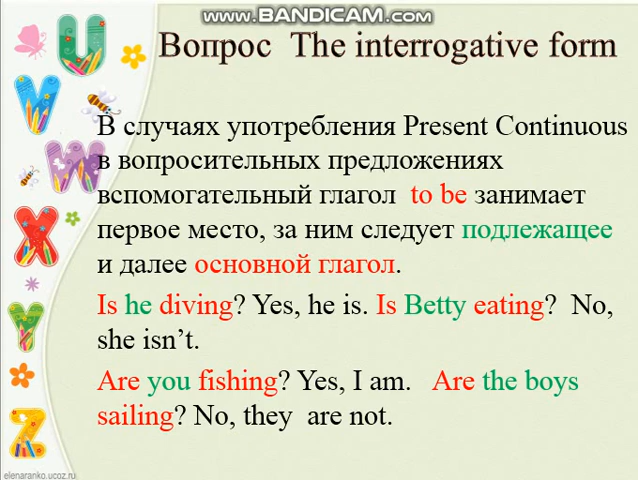 www.BANDICAM.com
Вопрос The interrogative form
В случаях употребления Present Continuous
в вопросительных предложениях
вспомогательный глагол to be занимает
первое место, за ним следует подлежащее
и далее основной глагол.
Is he diving? Yes, he is. Is Betty eating? No,
she isn’t.
Are you fishing? Yes, I am. Are the boys
sailing? No, they are not.
U
V
W
X
Y
Z
elenaranko.ucoz.ru